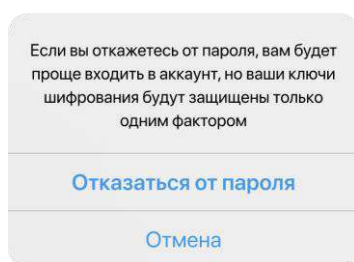 Если вы откажетесь от пароля, вам будет
проще входить в аккаунт, но ваши ключи
шифрования будут защищены только
одним фактором
Отказаться от пароля
Отмена